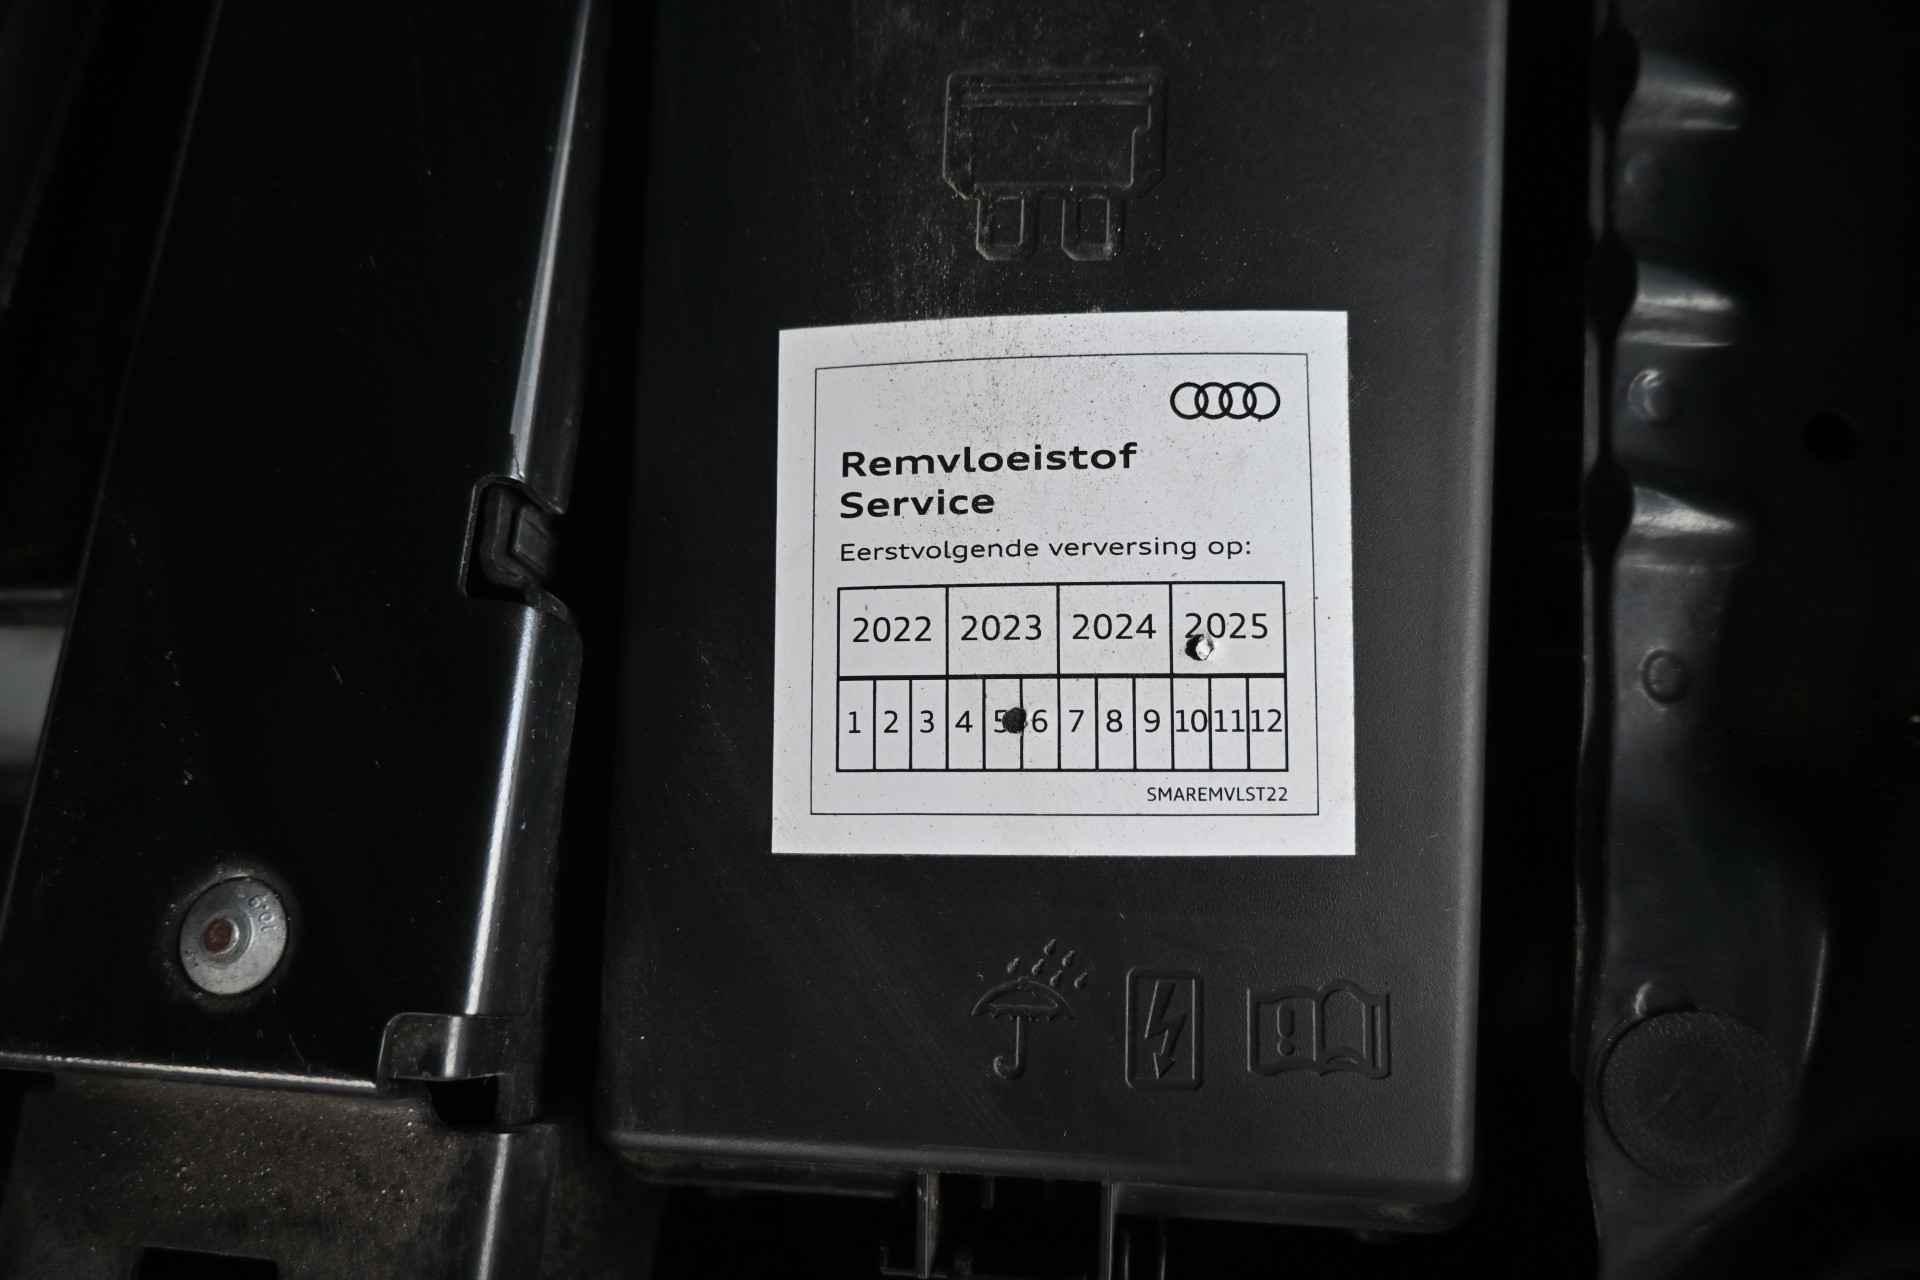 Remvloeistof
Service
Eerstvolgende verversing op:
2022 2023 2024 2025
1 2 3 4 5 6 7 8 9 10 11 12
SMAREMVLST22